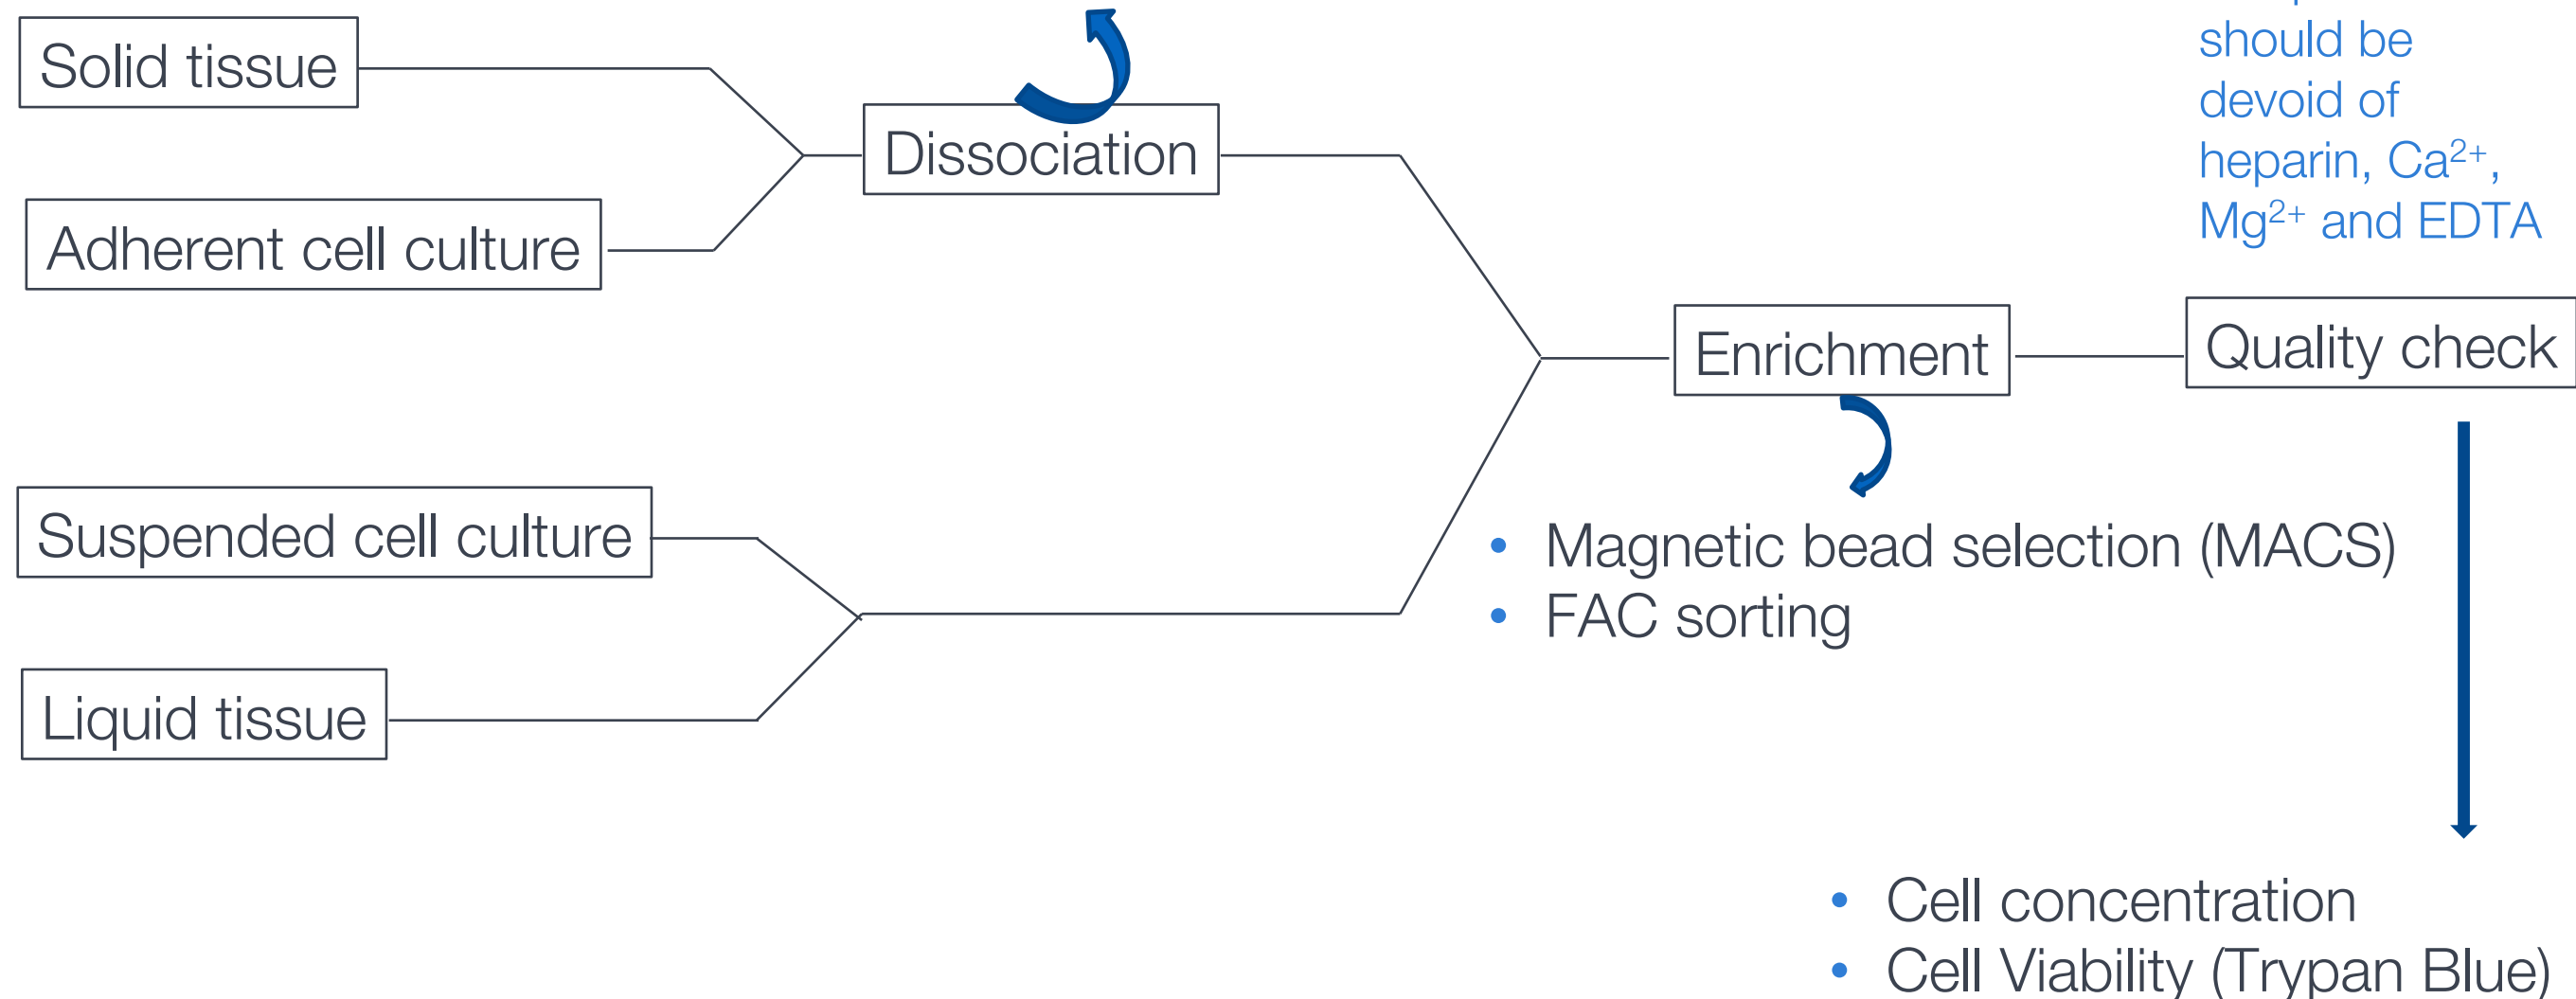 Solid tissue
Adherent cell culture
Dissociation
should be
devoid of
heparin, Ca²⁺,
Mg²⁺ and EDTA
Enrichment
Quality check
Suspended cell culture
Liquid tissue
• Magnetic bead selection (MACS)
• FAC sorting
• Cell concentration
• Cell Viability (Trypan Blue)